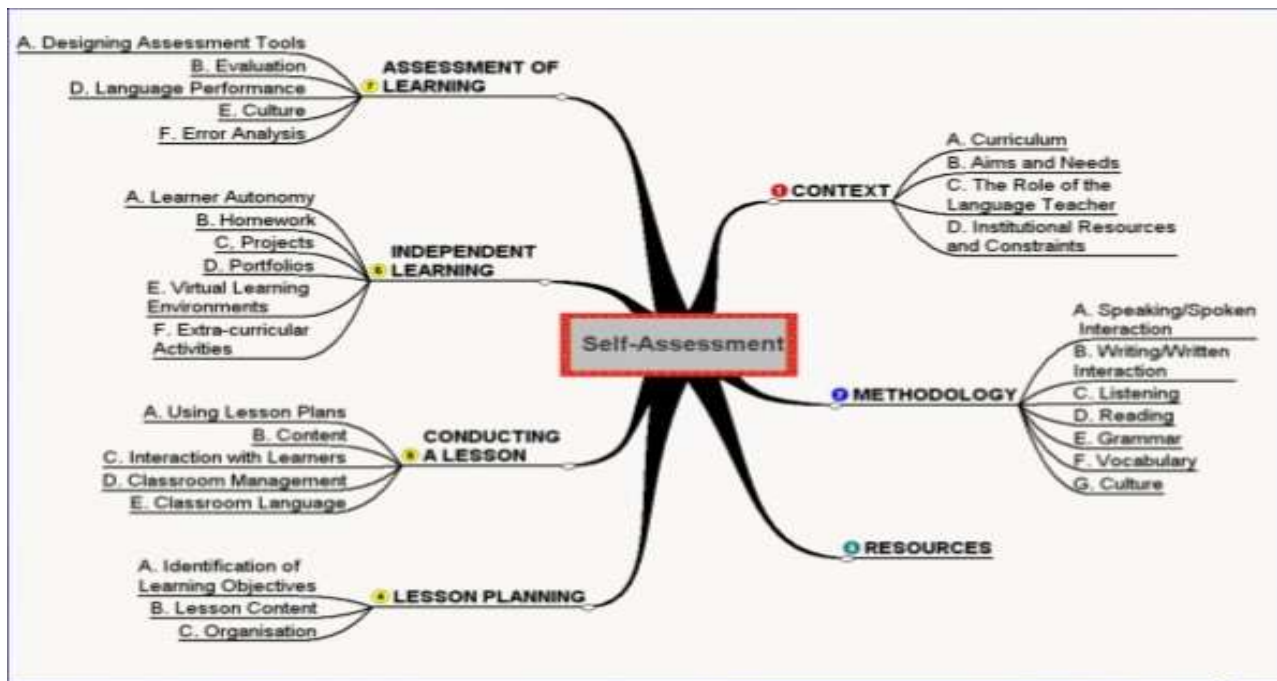 Self-Assessment
1 CONTEXT
A. Curriculum
B. Aims and Needs
C. The Role of the
Language Teacher
D. Institutional Resources
and Constraints
2 METHODOLOGY
A. Speaking/Spoken
Interaction
B. Writing/Written
Interaction
C. Listening
D. Reading
E. Grammar
F. Vocabulary
G. Culture
3 RESOURCES
4 LESSON PLANNING
A. Identification of
Learning Objectives
B. Lesson Content
C. Organisation
5 CONDUCTING
A LESSON
A. Using Lesson Plans
B. Content
C. Interaction with Learners
D. Classroom Management
E. Classroom Language
6 INDEPENDENT
LEARNING
A. Learner Autonomy
B. Homework
C. Projects
D. Portfolios
E. Virtual Learning
Environments
F. Extra-curricular
Activities
7 ASSESSMENT OF
LEARNING
A. Designing Assessment Tools
B. Evaluation
D. Language Performance
E. Culture
F. Error Analysis